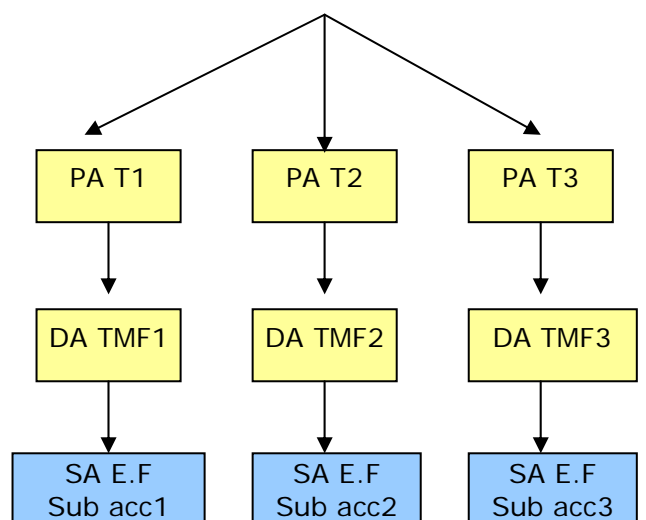 PA T1
PA T2
PA T3
DA TMF1
DA TMF2
DA TMF3
SA E.F
Sub acc1
SA E.F
Sub acc2
SA E.F
Sub acc3